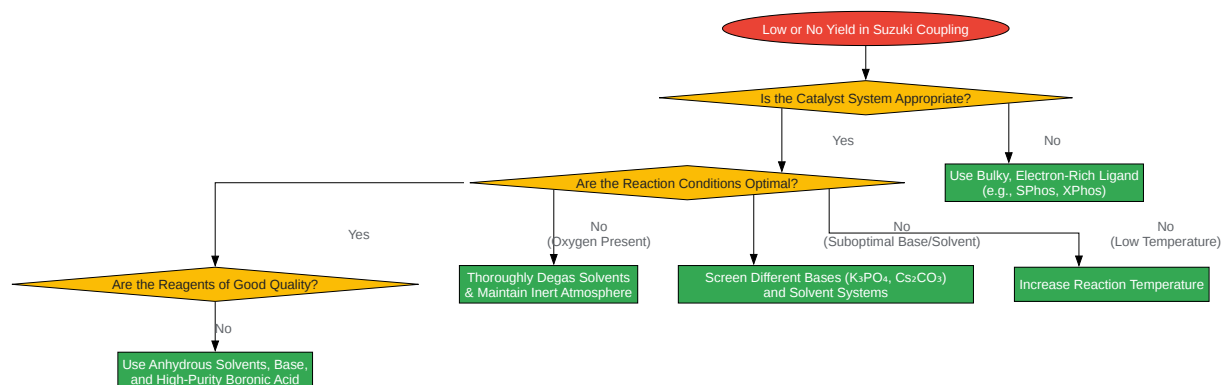 Low or No Yield in Suzuki Coupling
Is the Catalyst System Appropriate?
Yes
No
Use Bulky, Electron-Rich Ligand
(e.g., SPhos, XPhos)
Are the Reaction Conditions Optimal?
Yes
No
(Oxygen Present)
No
(Suboptimal Base/Solvent)
No
(Low Temperature)
Are the Reagents of Good Quality?
Thoroughly Degas Solvents
& Maintain Inert Atmosphere
Screen Different Bases (K₃PO₄, Cs₂CO₃)
and Solvent Systems
Increase Reaction Temperature
No
Use Anhydrous Solvents, Base,
and High-Purity Boronic Acid